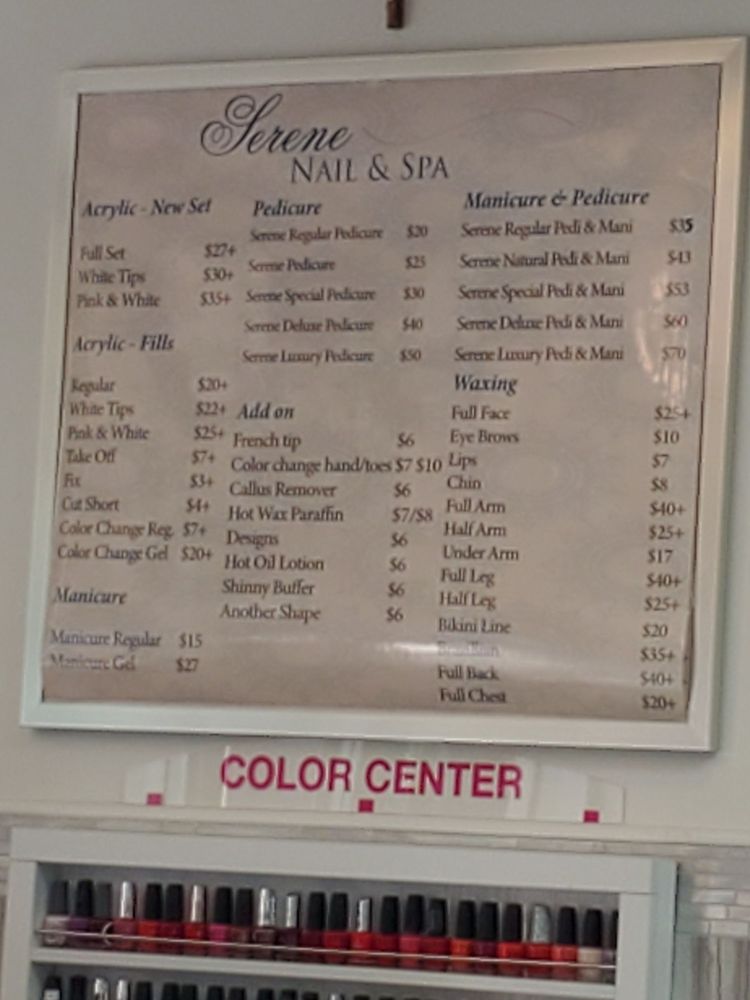 Serene
NAIL & SPA
Acrylic - New Set
Full Set $27+
White Tips $30+
Pink & White $35+
Acrylic - Fills
Regular $20+
White Tips $22+
Pink & White $25+
Take Off $7+
Fix $3+
Cut Short $4+
Color Change Reg. $7+
Color Change Gel $20+
Manicure
Manicure Regular $15
Manicure Gel $27
Pedicure
Serene Regular Pedicure $20
Serene Pedicure $25
Serene Special Pedicure $30
Serene Deluxe Pedicure $40
Serene Luxury Pedicure $50
Add on
French tip $6
Color change hand/toes $7 $10
Callus Remover $6
Hot Wax Paraffin $7/$8
Designs $6
Hot Oil Lotion $6
Shinny Buffer $6
Another Shape $6
Manicure & Pedicure
Serene Regular Pedi & Mani $35
Serene Natural Pedi & Mani $43
Serene Special Pedi & Mani $53
Serene Deluxe Pedi & Mani $60
Serene Luxury Pedi & Mani $70
Waxing
Full Face $25+
Eye Brows $10
Lips $7
Chin $8
Full Arm $40+
Half Arm $25+
Under Arm $17
Full Leg $40+
Half Leg $25+
Bikini Line $20
$35+
Full Back $40+
Full Chest $20+
COLOR CENTER